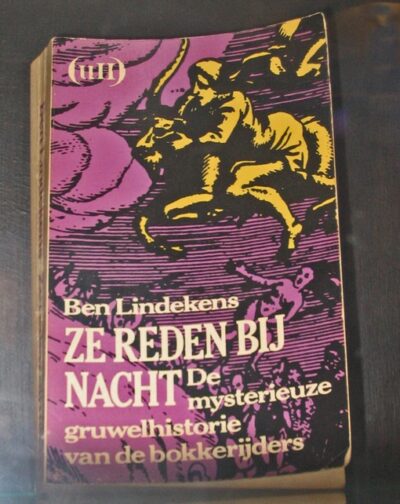 Ben Lindekens
ZE REDEN BIJ
NACHT De
mysterieuze
gruwelhistorie
van de bokkerijders